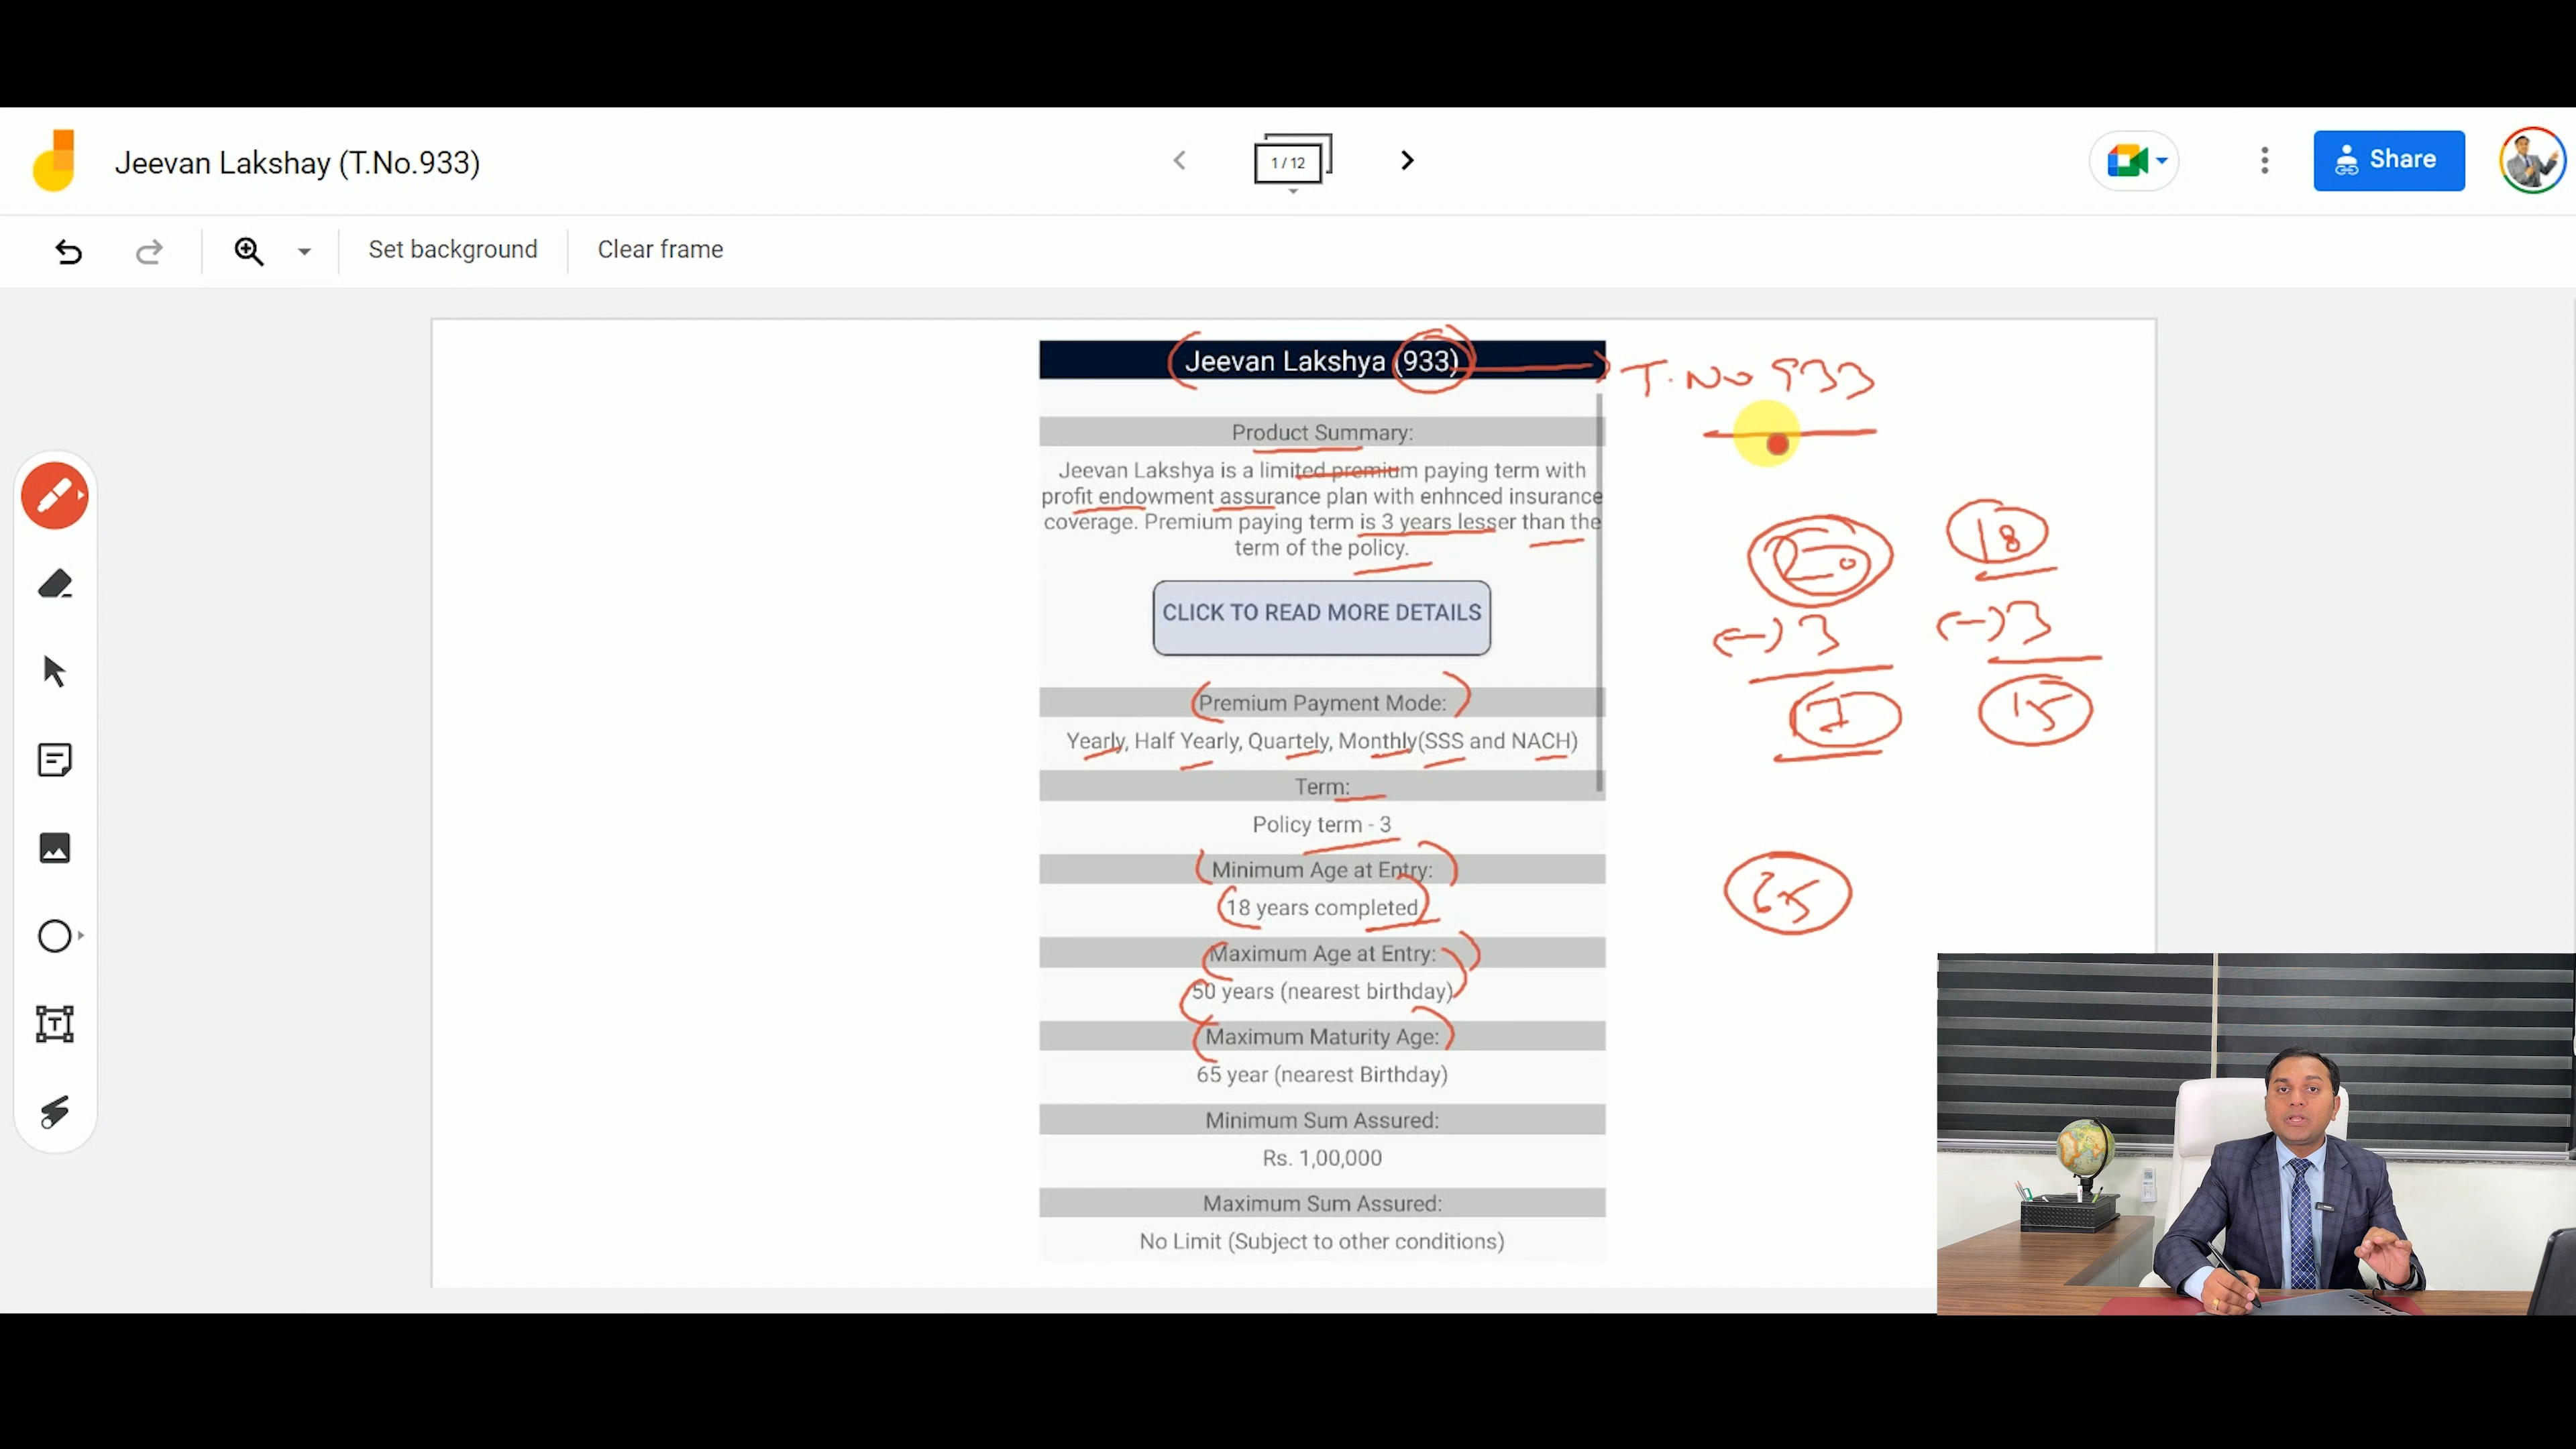 Jeevan Lakshay (T.No.933)
1 / 12
Share
Set background
Clear frame
Jeevan Lakshya (933)
T. No 933
Product Summary:
Jeevan Lakshya is a limited premium paying term with
profit endowment assurance plan with enhnced insurance
coverage. Premium paying term is 3 years lesser than the
term of the policy.
20
18
(-) 3
(-) 3
15
CLICK TO READ MORE DETAILS
Premium Payment Mode:
Yearly, Half Yearly, Quartely, Monthly(SSS and NACH)
Term:
Policy term - 3
Minimum Age at Entry:
18 years completed
65
Maximum Age at Entry:
50 years (nearest birthday)
Maximum Maturity Age:
65 year (nearest Birthday)
Minimum Sum Assured:
Rs. 1,00,000
Maximum Sum Assured:
No Limit (Subject to other conditions)